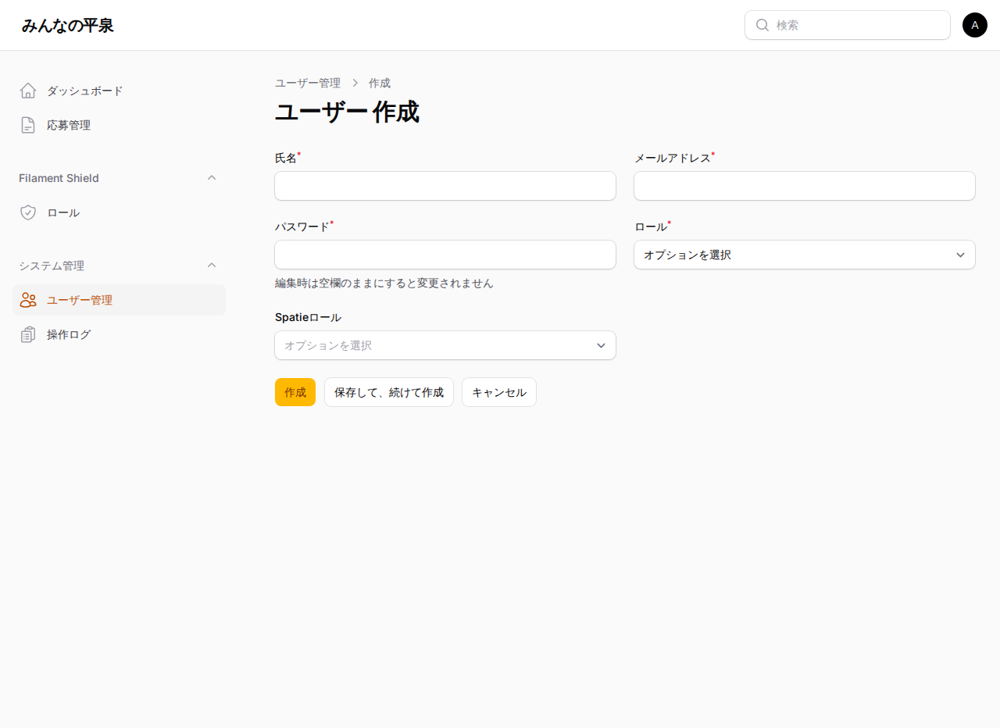 みんなの平泉
検索
A
ダッシュボード
応募管理
Filament Shield
ロール
システム管理
ユーザー管理
操作ログ
ユーザー管理 作成
ユーザー 作成
氏名*
メールアドレス*
パスワード*
ロール*
オプションを選択
編集時は空欄のままにすると変更されません
Spatieロール
オプションを選択
作成
保存して、続けて作成
キャンセル